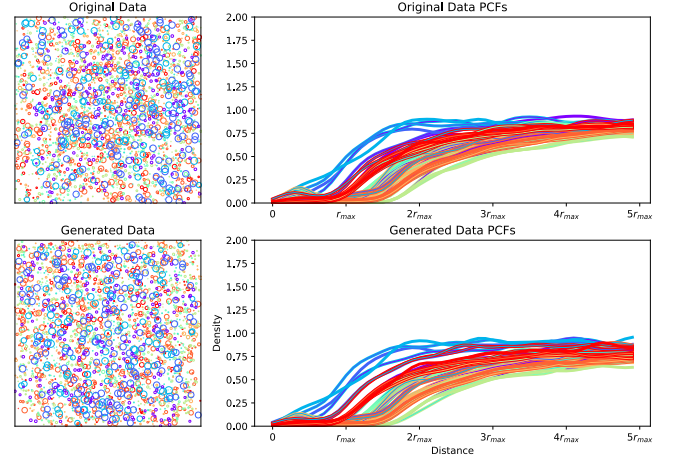 Original Data
Original Data PCFs
2.00
1.75
1.50
1.25
1.00
0.75
0.50
0.25
0.00
0 r_max 2r_max 3r_max 4r_max 5r_max
Generated Data
Generated Data PCFs
2.00
1.75
1.50
1.25
1.00
0.75
0.50
0.25
0.00
Density
0 r_max 2r_max 3r_max 4r_max 5r_max
Distance